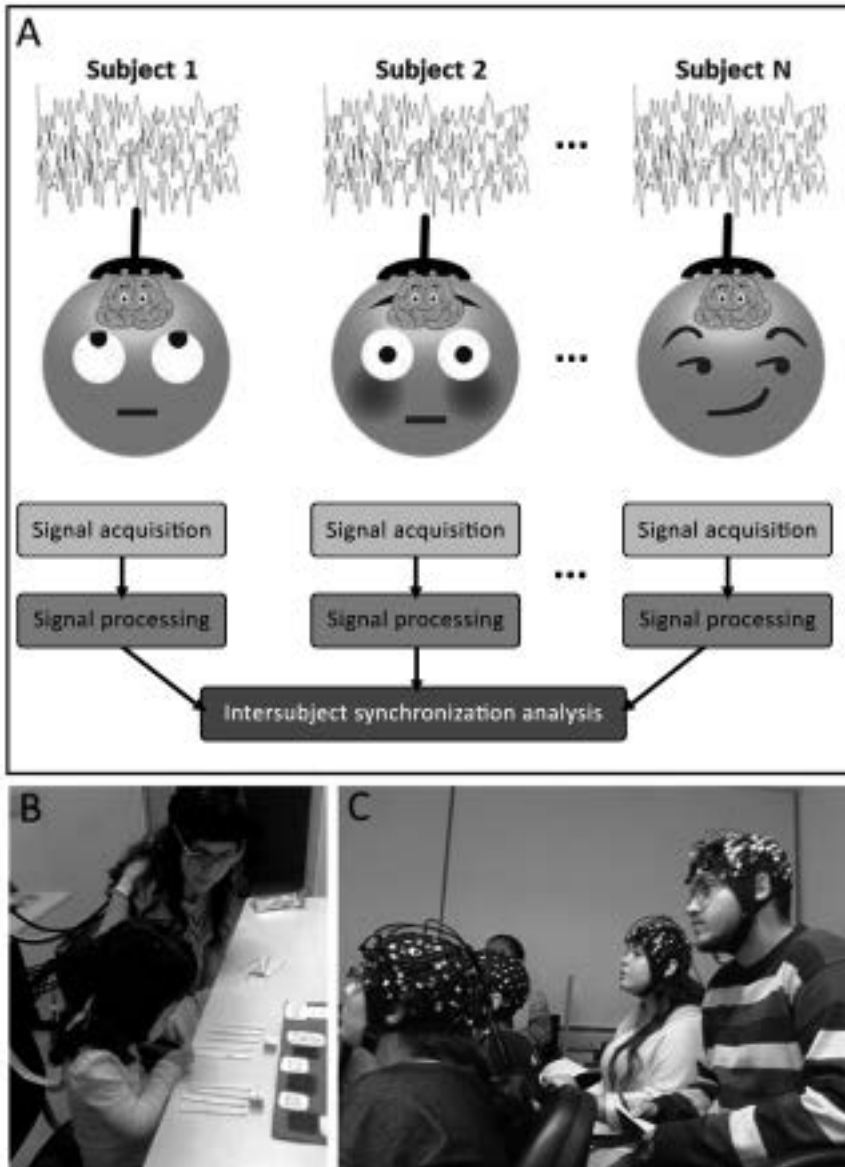 A
Subject 1 Subject 2 Subject N
...
...
Signal acquisition Signal acquisition Signal acquisition
...
Signal processing Signal processing Signal processing
Intersubject synchronization analysis
B C